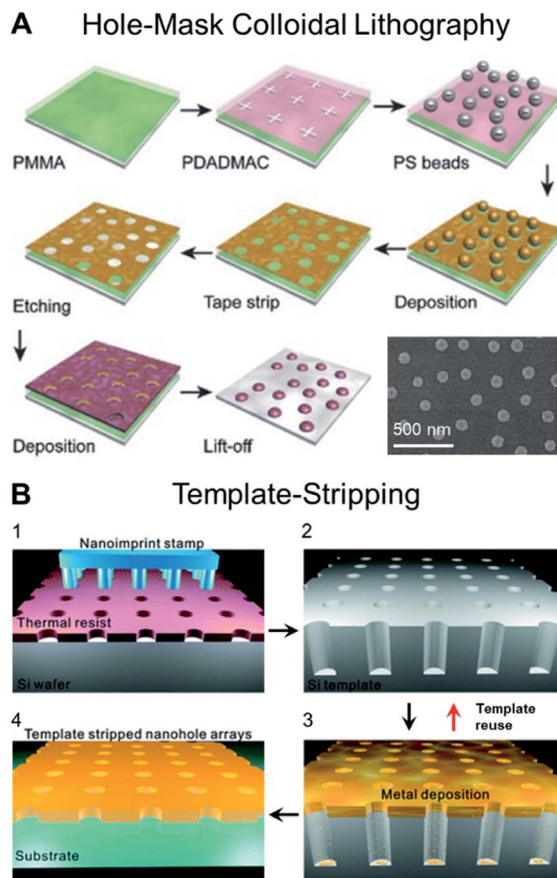 A Hole-Mask Colloidal Lithography
PMMA
PDADMAC
PS beads
Etching
Tape strip
Deposition
Deposition
Lift-off
500 nm
B Template-Stripping
1
Nanoimprint stamp
Thermal resist
Si wafer
2
Si template
4
Template stripped nanohole arrays
Substrate
Template
reuse
3
Metal deposition